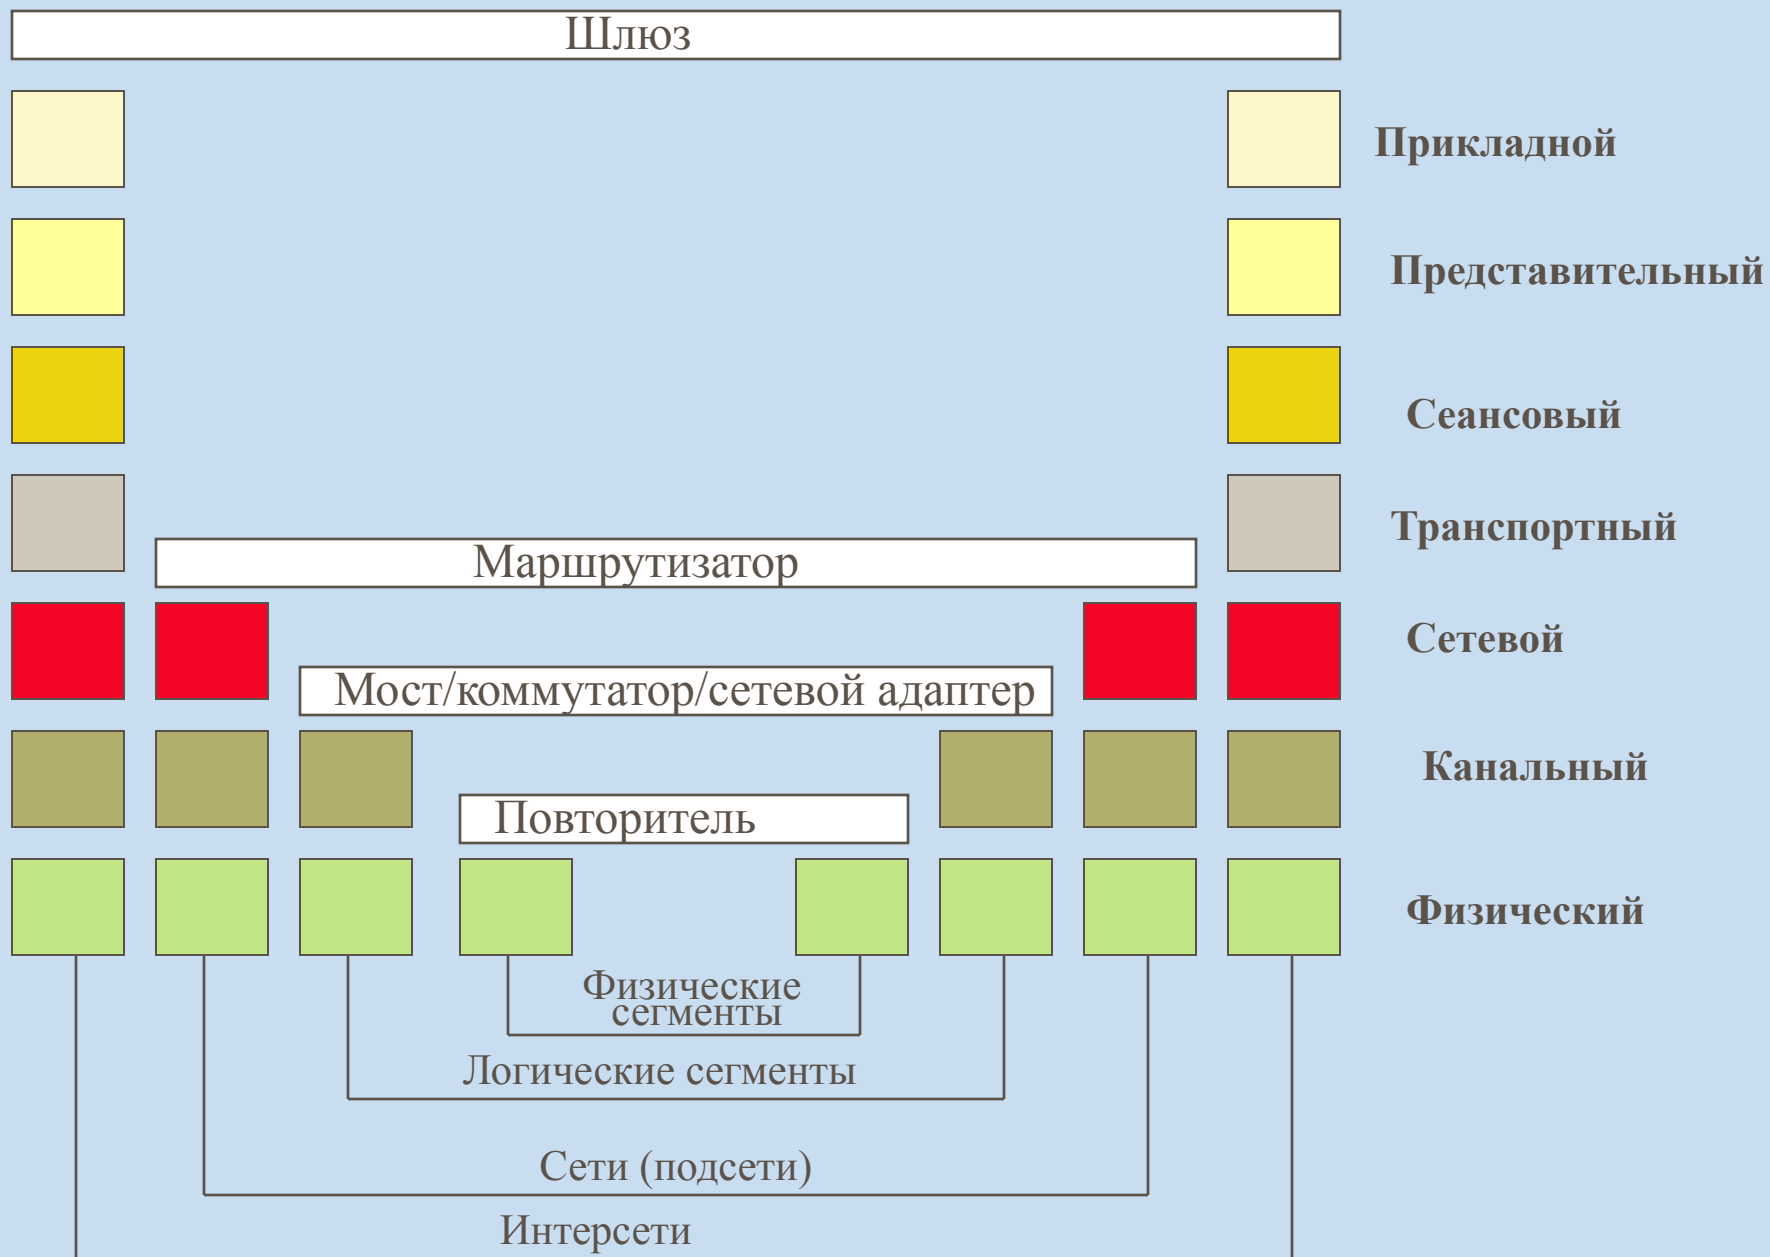 Шлюз
Прикладной
Представительный
Сеансовый
Транспортный
Маршрутизатор
Сетевой
Мост/коммутатор/сетевой адаптер
Канальный
Повторитель
Физический
Физические
сегменты
Логические сегменты
Сети (подсети)
Интерсети